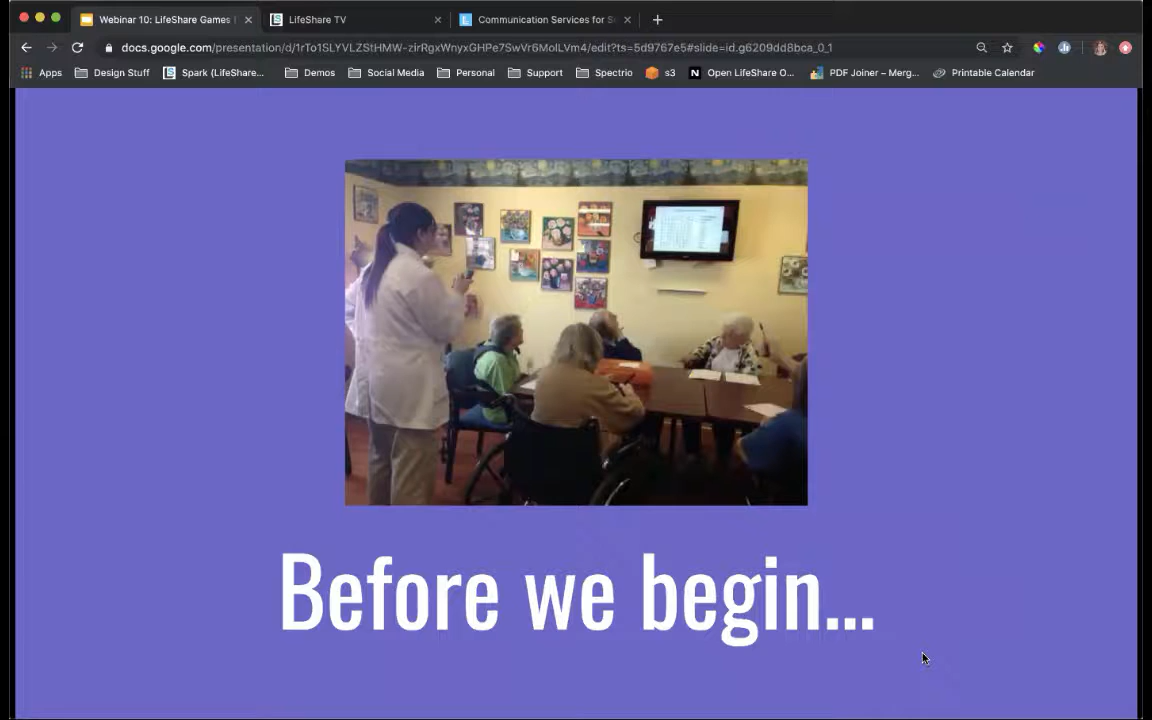 Webinar 10: LifeShare Games
LifeShare TV
Communication Services for S
docs.google.com/presentation/d/1rTo1SLYVLZStHMW-zirRgxWnyxGHPe7SwVr6MolLVm4/edit?ts=5d9767e5#slide=id.g6209dd8bca_0_1
Apps
Design Stuff
Spark (LifeShare...
Demos
Social Media
Personal
Support
Spectrio
s3
Open LifeShare O...
PDF Joiner – Merg...
Printable Calendar
Before we begin...